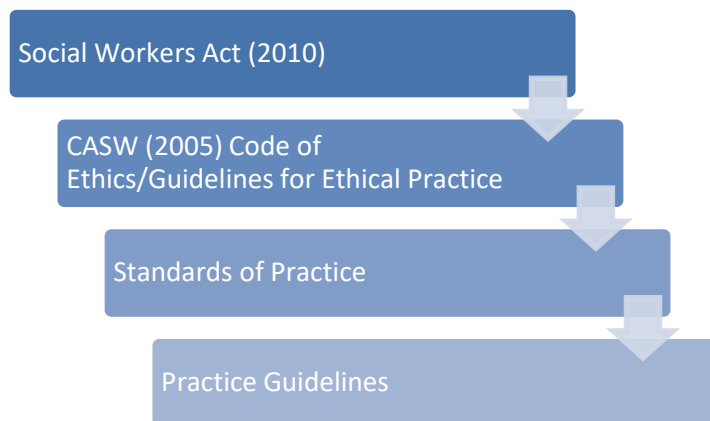 Social Workers Act (2010)
CASW (2005) Code of
Ethics/Guidelines for Ethical Practice
Standards of Practice
Practice Guidelines